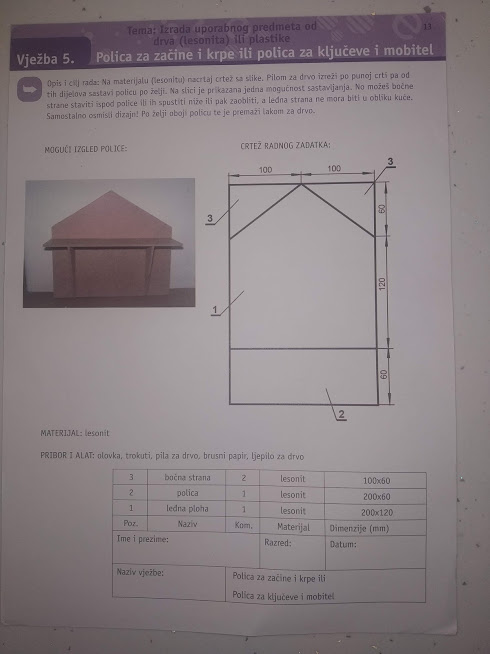 Tema: Izrada uporabnog predmeta od
drva (lesonita) ili plastike
13
Vježba 5.
Polica za začine i krpe ili polica za ključeve i mobitel
Opis i cilj rada: Na materijalu (lesonitu) nacrtaj crtež sa slike. Pilom za drvo izreži po punoj crti pa od
tih dijelova sastavi policu po želji. Na slici je prikazana jedna mogućnost sastavljanja. No možeš bočne
strane staviti ispod police ili ih spustiti niže ili pak zaobliti, a leđna strana ne mora biti u obliku kuće.
Samostalno osmisli dizajn! Po želji oboji policu te je premaži lakom za drvo.
MOGUĆI IZGLED POLICE:
CRTEŽ RADNOG ZADATKA:
100
100
3
3
60
120
1
60
2
MATERIJAL: lesonit
PRIBOR I ALAT: olovka, trokuti, pila za drvo, brusni papir, ljepilo za drvo
3 bočna strana 2 lesonit 100x60
2 polica 1 lesonit 200x60
1 leđna ploha 1 lesonit 200x120
Poz. Naziv Kom. Materijal Dimenzije (mm)
Ime i prezime: Razred: Datum:
Naziv vježbe: Polica za začine i krpe ili
Polica za ključeve i mobitel